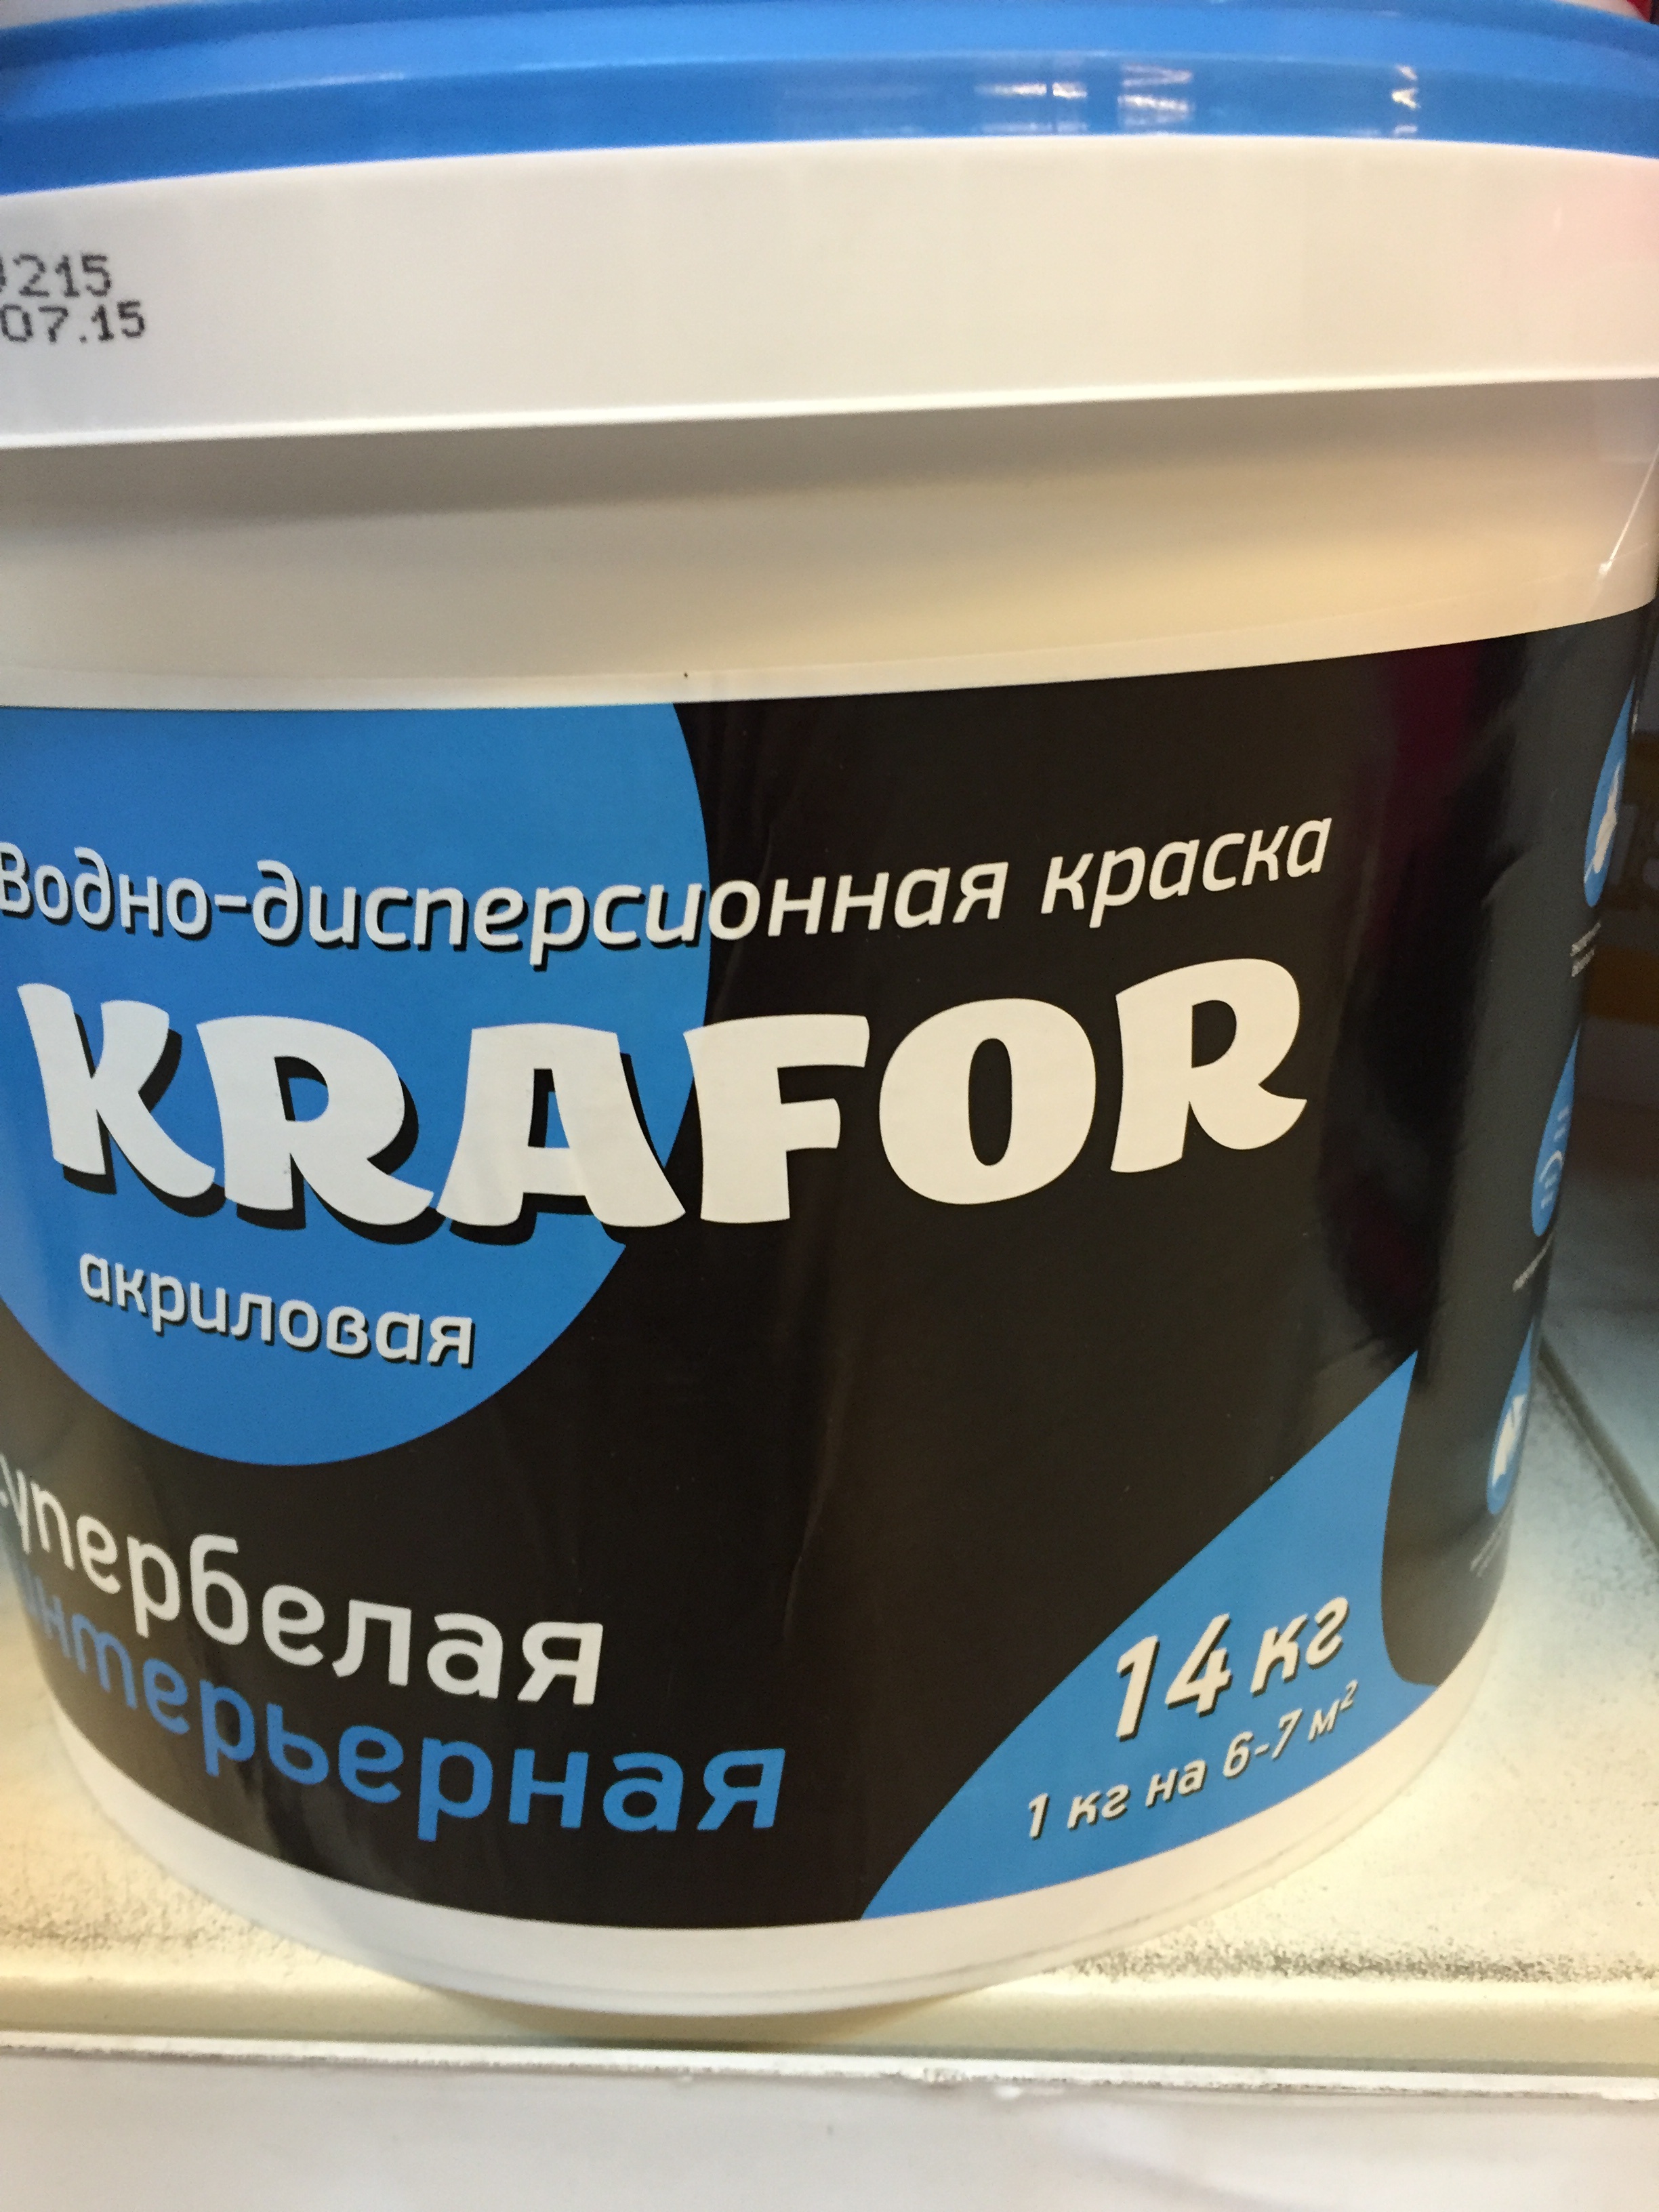 215
07.15
Водно-дисперсионная краска
KRAFOR
акриловая
супербелая
интерьерная
14 кг
1 кг на 6-7 м²